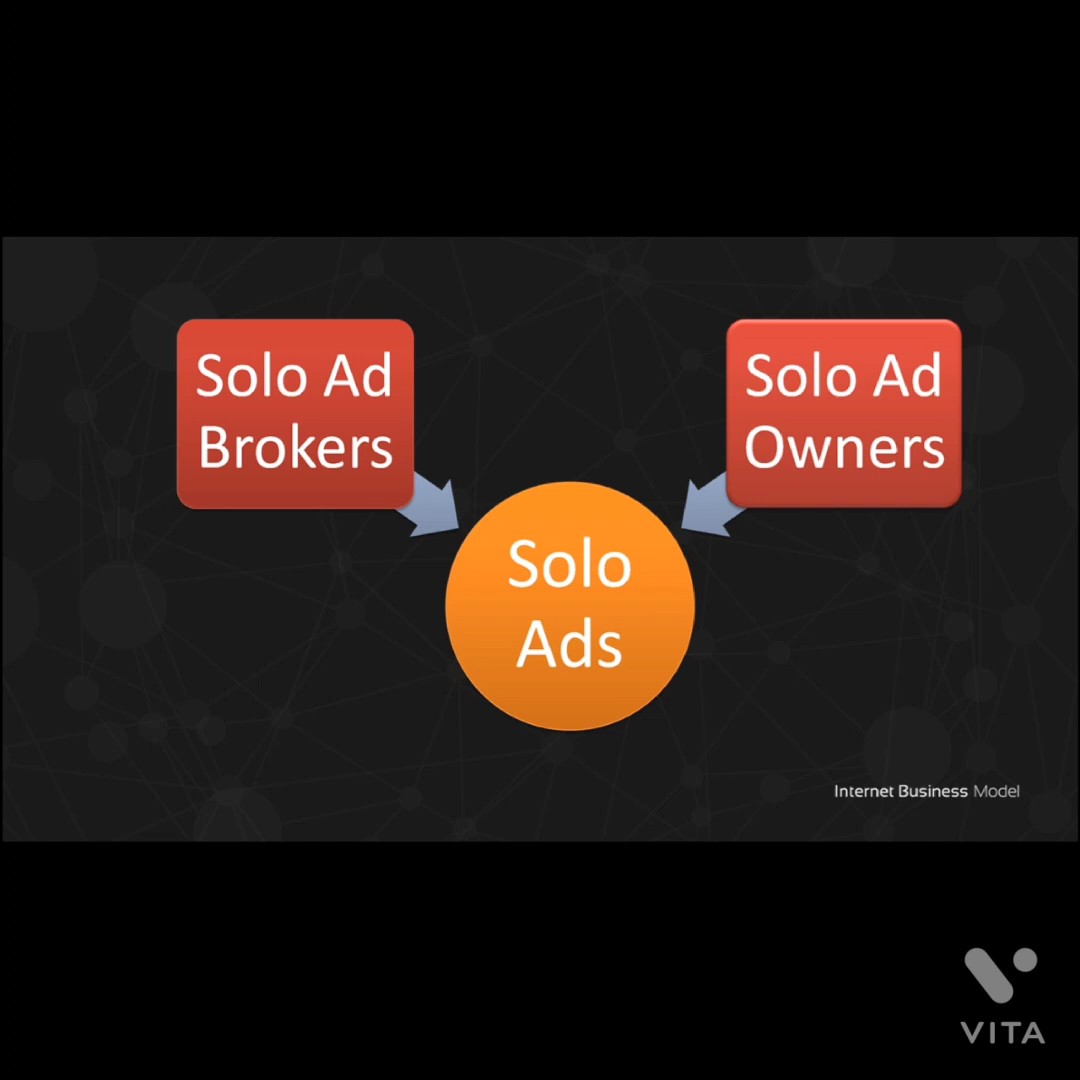 Solo Ad
Brokers
Solo Ad
Owners
Solo
Ads
Internet Business Model
VITA